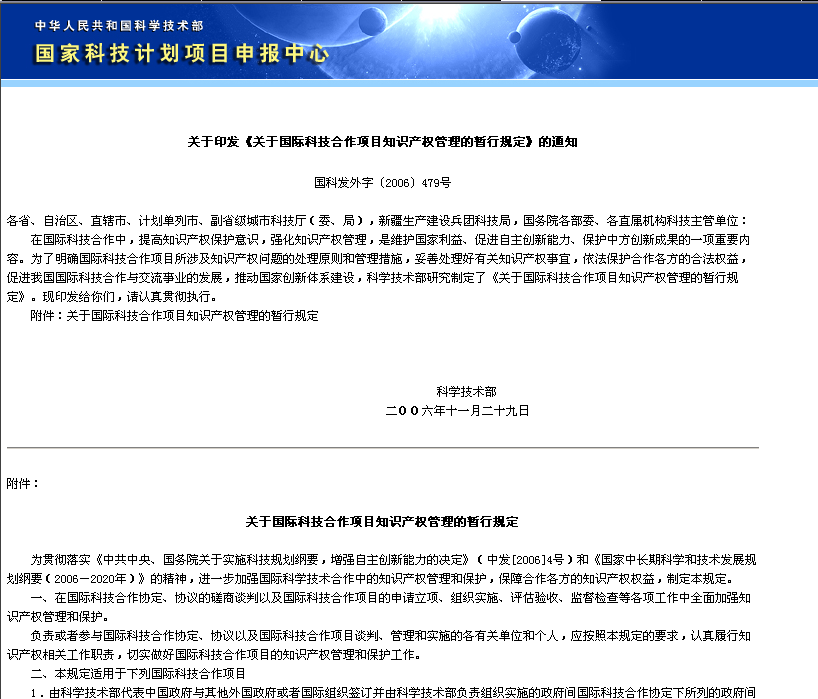 中华人民共和国科学技术部
国家科技计划项目申报中心
关于印发《关于国际科技合作项目知识产权管理的暂行规定》的通知
国科发外字〔2006〕479号
各省、自治区、直辖市、计划单列市、副省级城市科技厅(委、局),新疆生产建设兵团科技局,国务院各部委、各直属机构科技主管单位:
在国际科技合作中,提高知识产权保护意识,强化知识产权管理,是维护国家利益、促进自主创新能力、保护中方创新成果的一项重要内
容。为了明确国际科技合作项目所涉及知识产权问题的处理原则和管理措施,妥善处理好有关知识产权事宜,依法保护合作各方的合法权益,
促进我国国际科技合作与交流事业的发展,推动国家创新体系建设,科学技术部研究制定了《关于国际科技合作项目知识产权管理的暂行规
定》。现印发给你们,请认真贯彻执行。
附件:关于国际科技合作项目知识产权管理的暂行规定
科学技术部
二００六年十一月二十九日
附件:
关于国际科技合作项目知识产权管理的暂行规定
为贯彻落实《中共中央、国务院关于实施科技规划纲要,增强自主创新能力的决定》(中发[2006]4号)和《国家中长期科学和技术发展规
划纲要(2006—2020年)》的精神,进一步加强国际科学技术合作中的知识产权管理和保护,保障合作各方的知识产权权益,制定本规定。
一、在国际科技合作协定、协议的磋商谈判以及国际科技合作项目的申请立项、组织实施、评估验收、监督检查等各项工作中全面加强知
识产权管理和保护。
负责或者参与国际科技合作协定、协议以及国际科技合作项目谈判、管理和实施的各有关单位和个人,应按照本规定的要求,认真履行知
识产权相关工作职责,切实做好国际科技合作项目的知识产权管理和保护工作。
二、本规定适用于下列国际科技合作项目
1.由科学技术部代表中国政府与其他外国政府或者国际组织签订并由科学技术部负责组织实施的政府间国际科技合作协定下所列的政府间